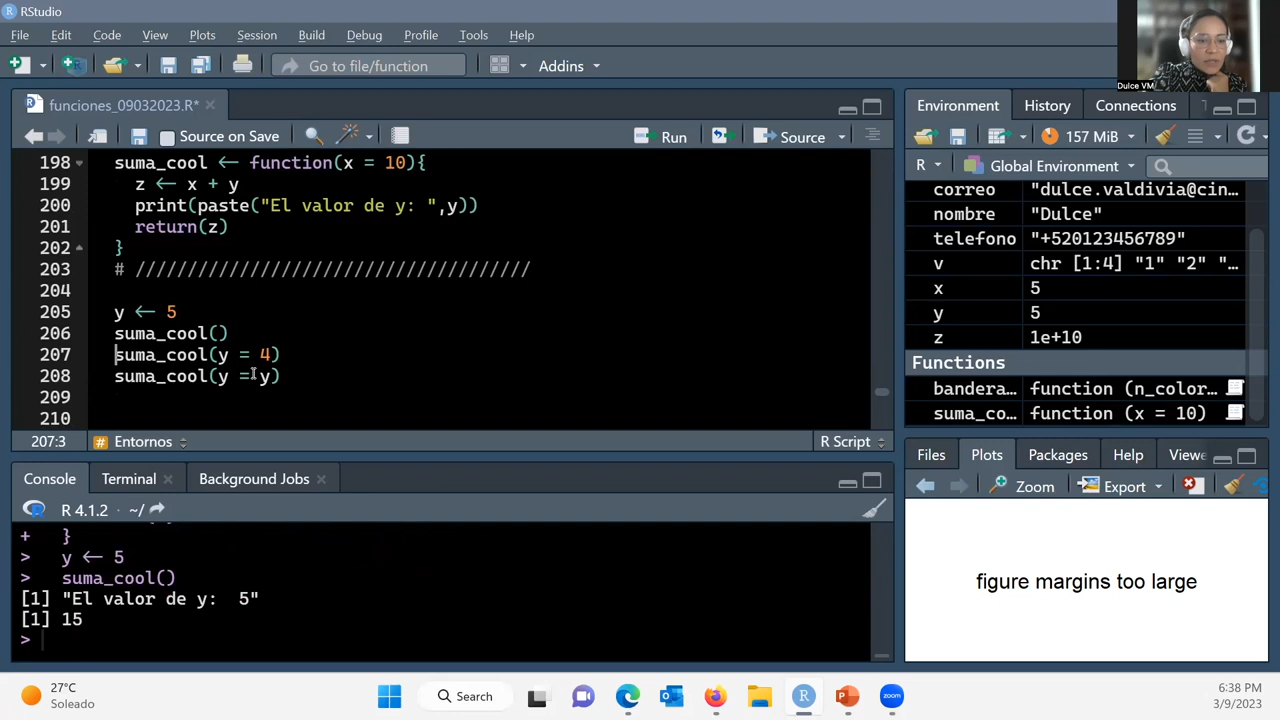 RStudio
File Edit Code View Plots Session Build Debug Profile Tools Help
Go to file/function Addins
Dulce VM
funciones_09032023.R*
Source on Save Run Source
198 suma_cool <- function(x = 10){
199 z <- x + y
200 print(paste("El valor de y: ",y))
201 return(z)
202 }
203 # //////////////////////////////////////
204
205 y <- 5
206 suma_cool()
207 suma_cool(y = 4)
208 suma_cool(y = y)
209
210
207:3 # Entornos R Script
Environment History Connections
157 MiB
R Global Environment
correo "dulce.valdivia@cin…
nombre "Dulce"
telefono "+520123456789"
v chr [1:4] "1" "2" "…
x 5
y 5
z 1e+10
Functions
bandera… function (n_color…
suma_co… function (x = 10)
Console Terminal Background Jobs
R 4.1.2 · ~/
+ }
> y <- 5
> suma_cool()
[1] "El valor de y:  5"
[1] 15
>
Files Plots Packages Help Viewe
Zoom Export
figure margins too large
27°C
Soleado
Search
zoom
6:38 PM
3/9/2023